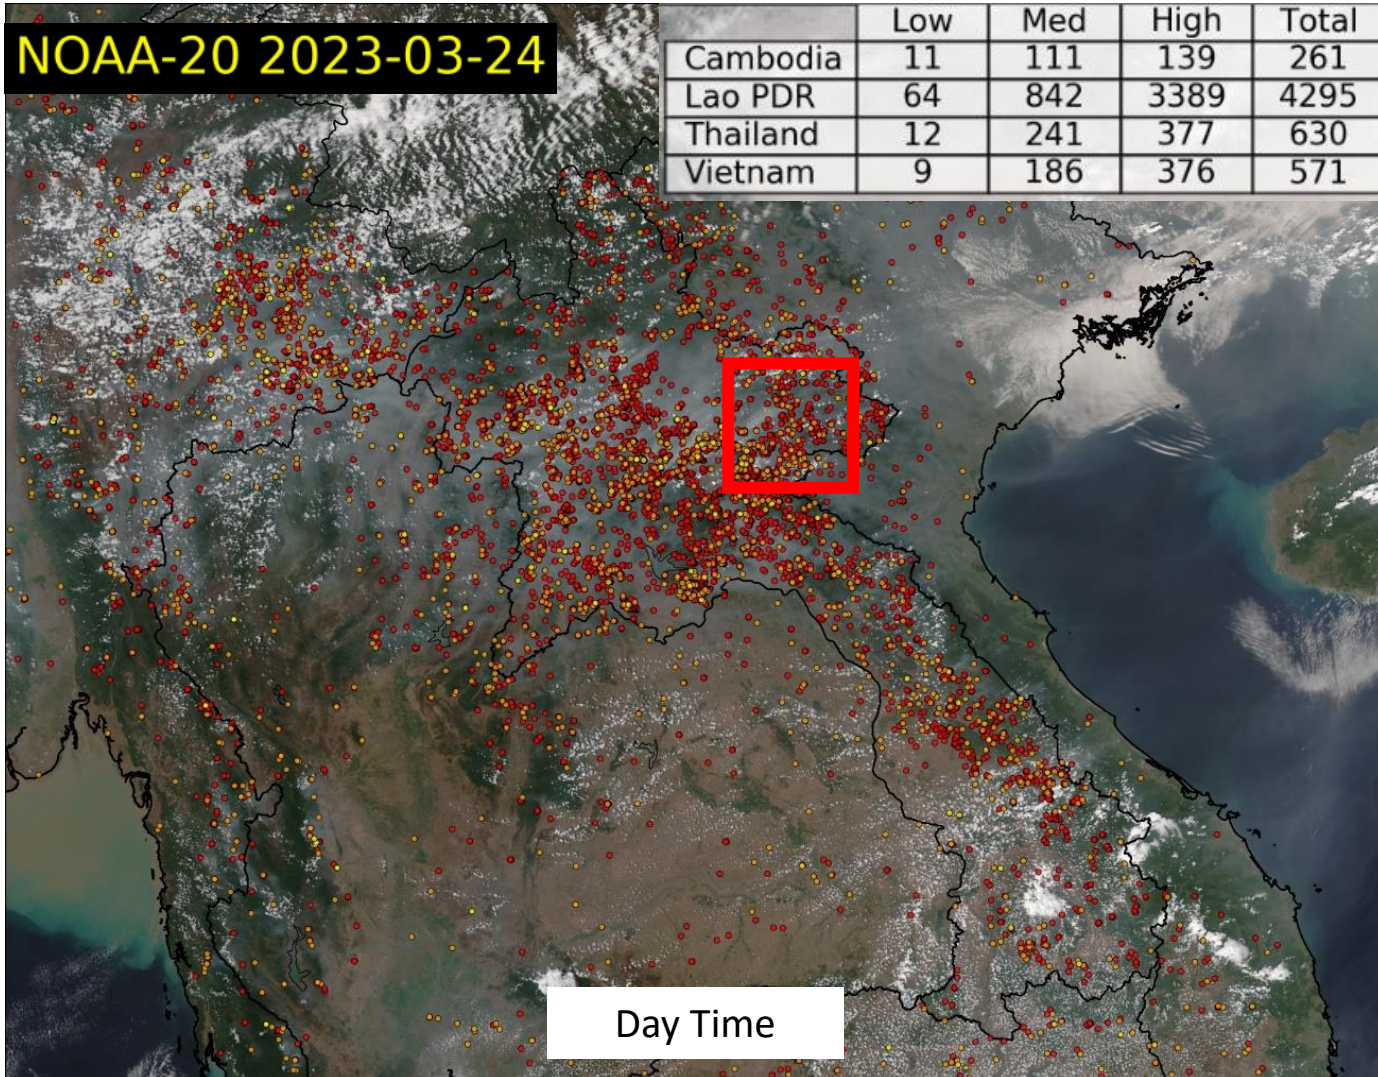 NOAA-20 2023-03-24
Low Med High Total
Cambodia 11 111 139 261
Lao PDR 64 842 3389 4295
Thailand 12 241 377 630
Vietnam 9 186 376 571
Day Time